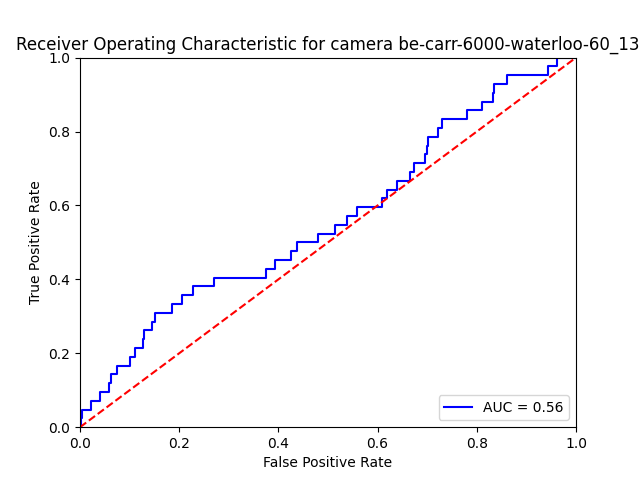 Receiver Operating Characteristic for camera be-carr-6000-waterloo-60_13
1.0
0.8
0.6
0.4
0.2
0.0
True Positive Rate
AUC = 0.56
0.0 0.2 0.4 0.6 0.8 1.0
False Positive Rate